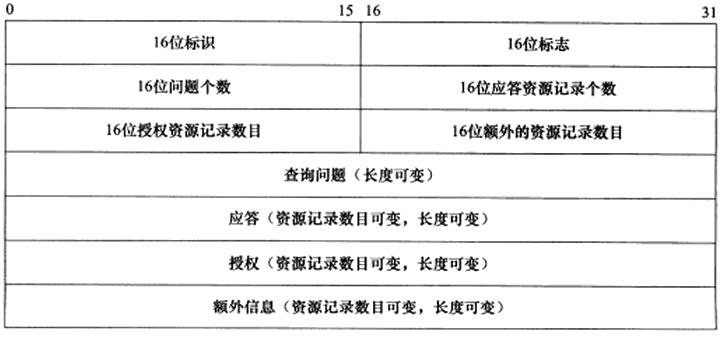 0 15 16 31
16位标识 16位标志
16位问题个数 16位应答资源记录个数
16位授权资源记录数目 16位额外的资源记录数目
查询问题（长度可变）
应答（资源记录数目可变，长度可变）
授权（资源记录数目可变，长度可变）
额外信息（资源记录数目可变，长度可变）